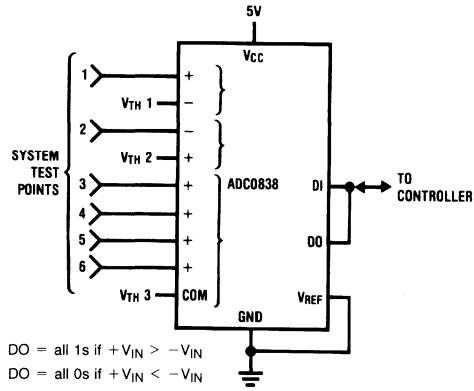 5V
VCC
1 +
VTH 1 −
2 −
VTH 2 +
SYSTEM
TEST
POINTS
3 +
4 +
5 +
6 +
VTH 3 COM
ADC0838
DI
TO
CONTROLLER
DO
VREF
GND
DO = all 1s if +VIN > −VIN
DO = all 0s if +VIN < −VIN